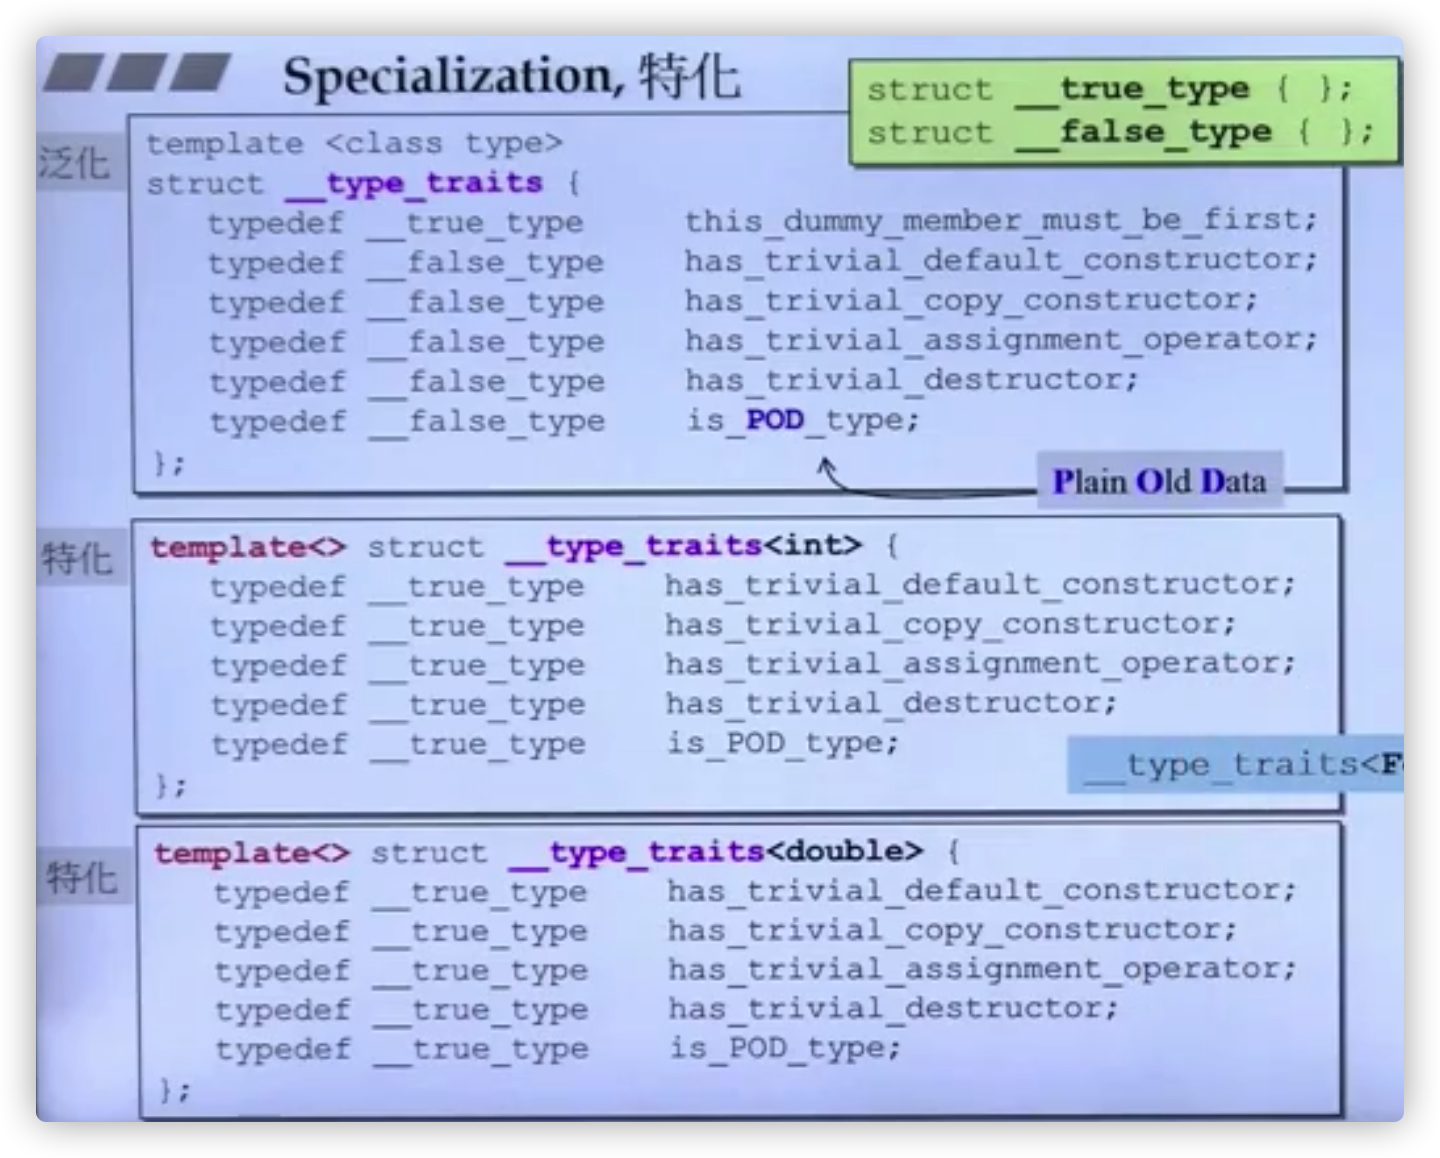 Specialization, 特化
struct __true_type { };
struct __false_type { };
泛化
template <class type>
struct __type_traits {
typedef __true_type this_dummy_member_must_be_first;
typedef __false_type has_trivial_default_constructor;
typedef __false_type has_trivial_copy_constructor;
typedef __false_type has_trivial_assignment_operator;
typedef __false_type has_trivial_destructor;
typedef __false_type is_POD_type;
};
Plain Old Data
特化
template<> struct __type_traits<int> {
typedef __true_type has_trivial_default_constructor;
typedef __true_type has_trivial_copy_constructor;
typedef __true_type has_trivial_assignment_operator;
typedef __true_type has_trivial_destructor;
typedef __true_type is_POD_type;
};
__type_traits<F
特化
template<> struct __type_traits<double> {
typedef __true_type has_trivial_default_constructor;
typedef __true_type has_trivial_copy_constructor;
typedef __true_type has_trivial_assignment_operator;
typedef __true_type has_trivial_destructor;
typedef __true_type is_POD_type;
};